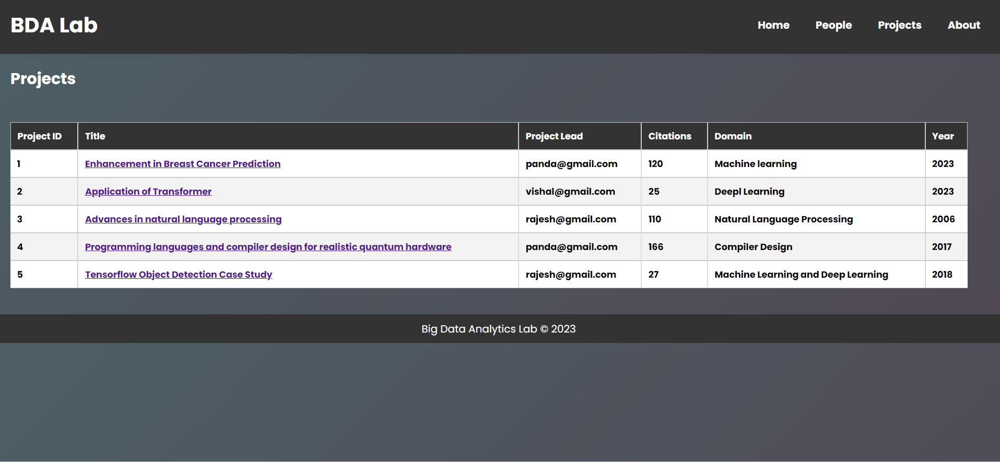 BDA Lab Home People Projects About
Projects
Project ID Title Project Lead Citations Domain Year
1 Enhancement in Breast Cancer Prediction panda@gmail.com 120 Machine learning 2023
2 Application of Transformer vishal@gmail.com 25 Deepl Learning 2023
3 Advances in natural language processing rajesh@gmail.com 110 Natural Language Processing 2006
4 Programming languages and compiler design for realistic quantum hardware panda@gmail.com 166 Compiler Design 2017
5 Tensorflow Object Detection Case Study rajesh@gmail.com 27 Machine Learning and Deep Learning 2018
Big Data Analytics Lab © 2023